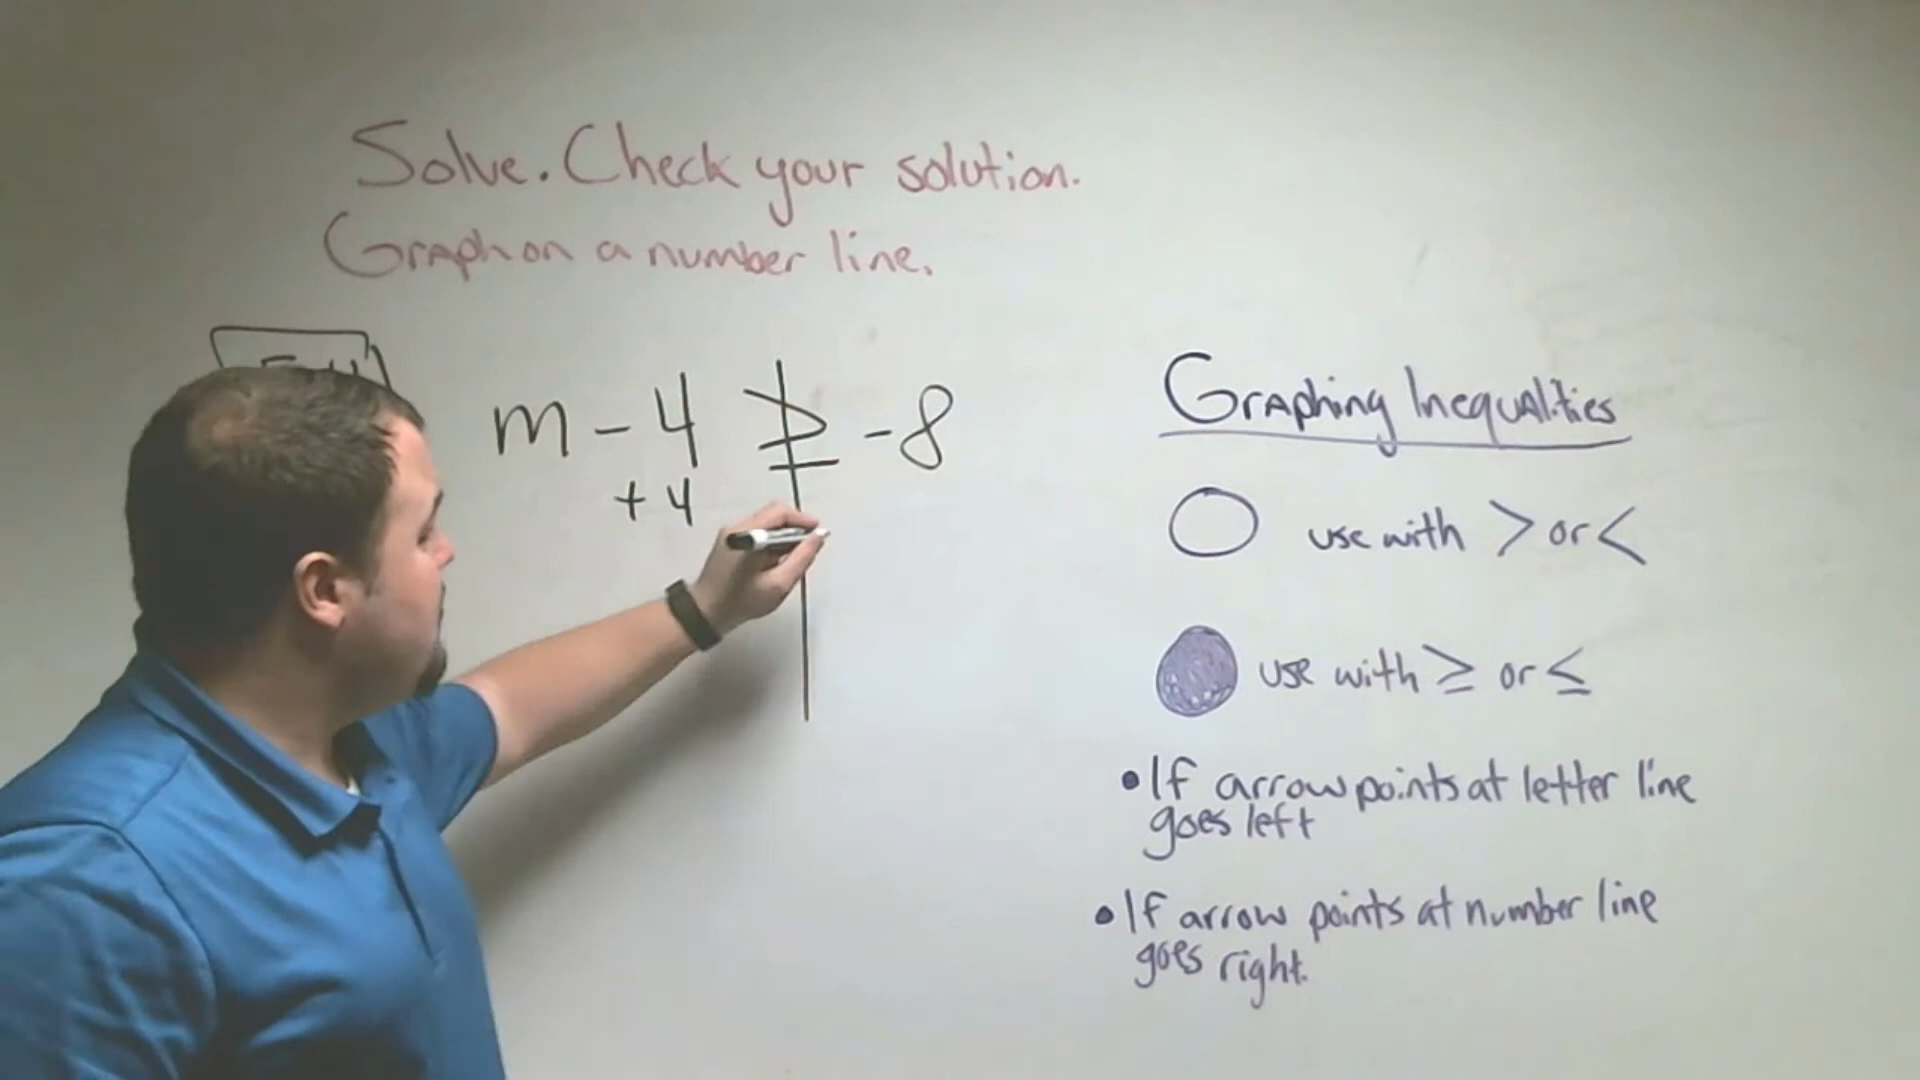 Solve. Check your solution.
Graph on a number line.
m - 4 ≥ -8
+ 4
Graphing Inequalities
use with > or <
use with ≥ or ≤
• If arrow points at letter line
goes left
• If arrow points at number line
goes right.